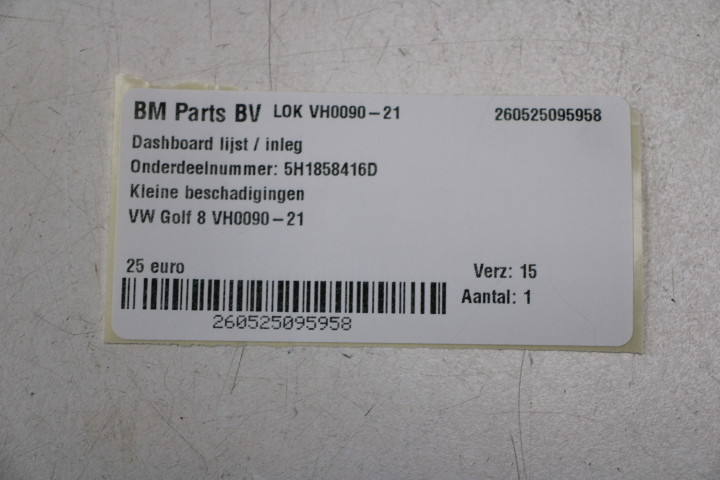 BM Parts BV LOK VH0090-21 260525095958
Dashboard lijst / inleg
Onderdeelnummer: 5H1858416D
Kleine beschadigingen
VW Golf 8 VH0090-21
25 euro Verz: 15
Aantal: 1
260525095958